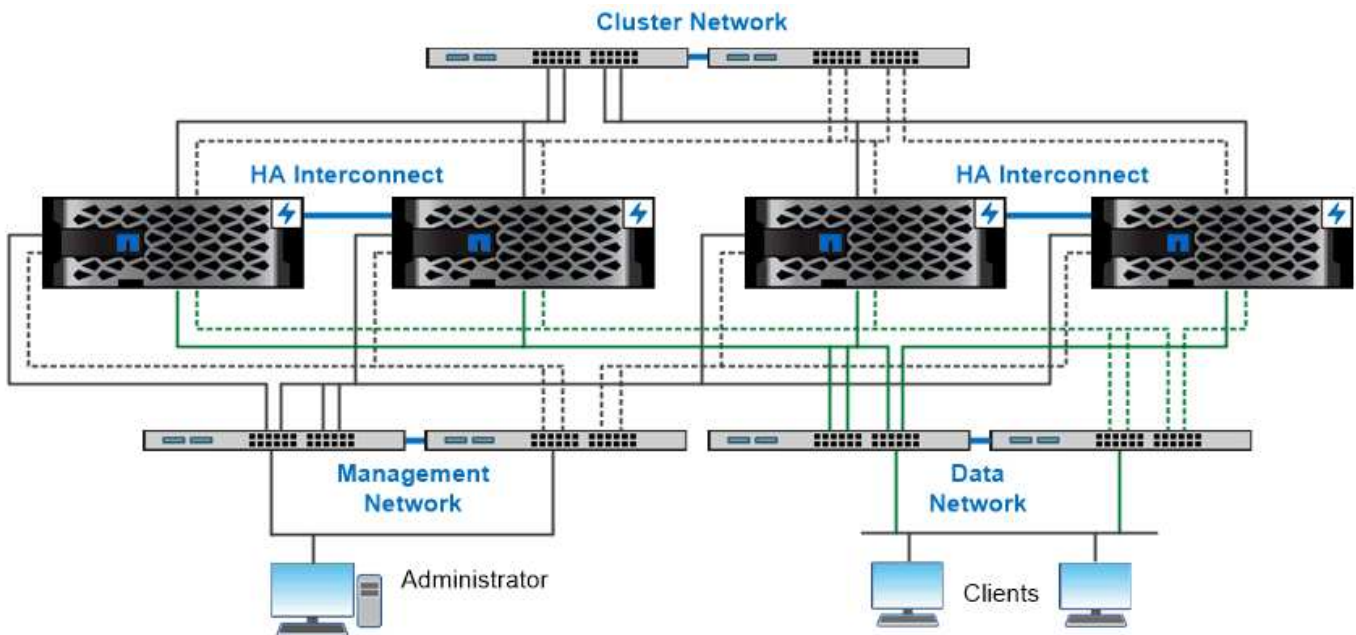 Cluster Network
HA Interconnect
HA Interconnect
Management
Network
Data
Network
Administrator
Clients